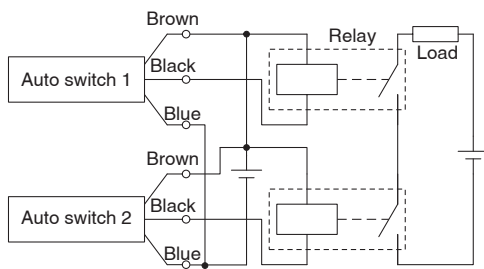 Brown
Relay
Load
Auto switch 1
Black
Blue
Brown
Auto switch 2
Black
Blue